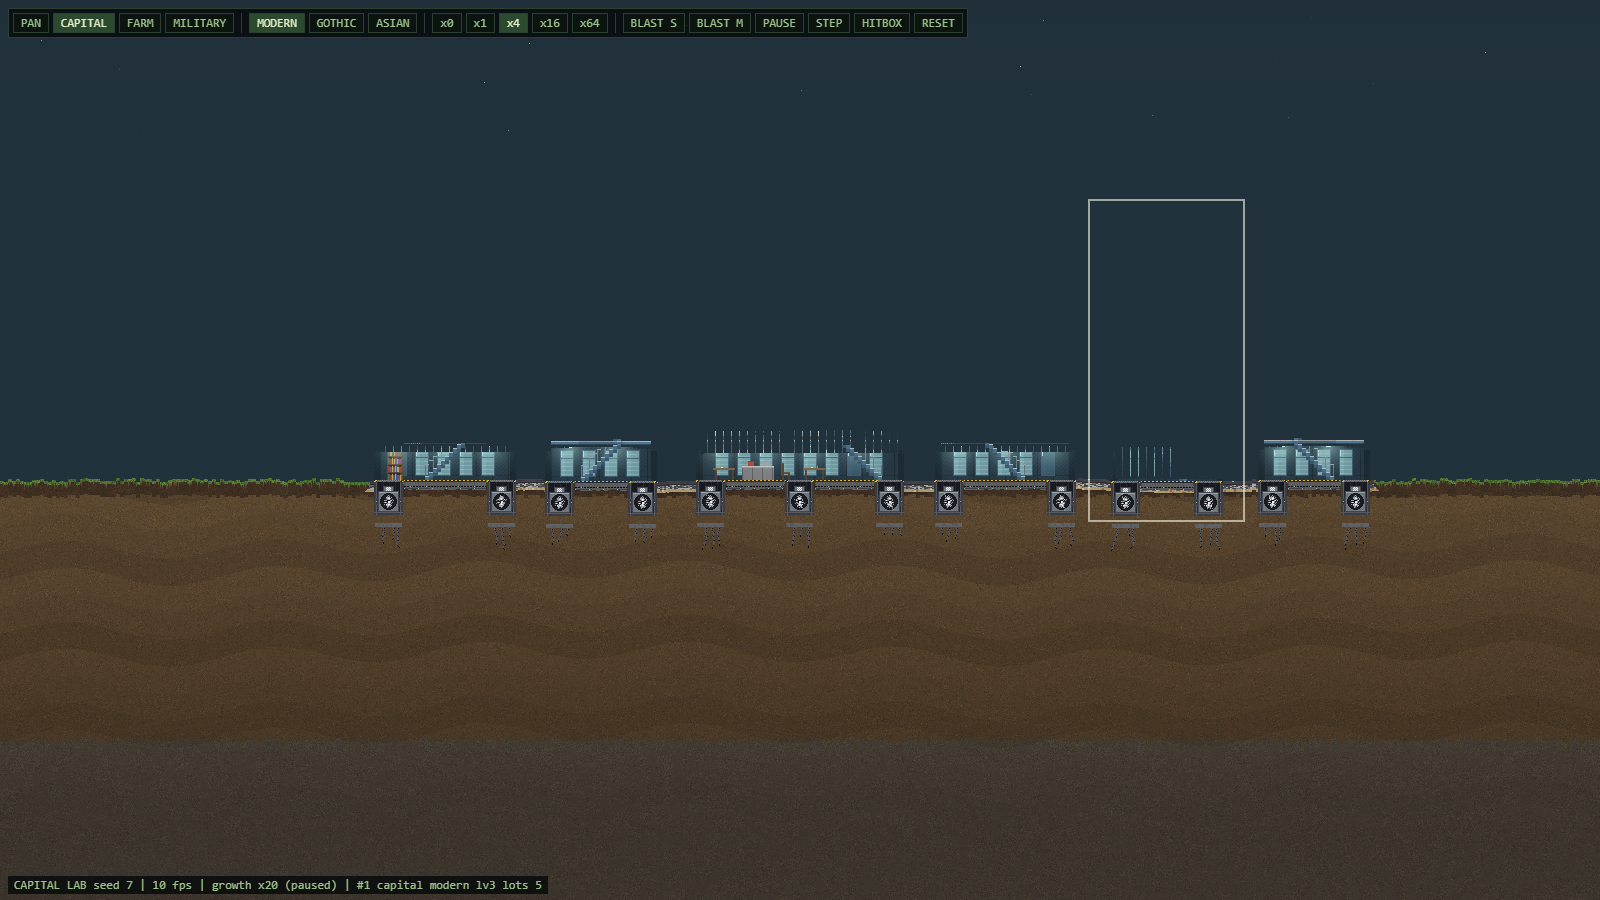 PAN CAPITAL FARM MILITARY MODERN GOTHIC ASIAN x0 x1 x4 x16 x64 BLAST S BLAST M PAUSE STEP HITBOX RESET
CAPITAL LAB seed 7 | 10 fps | growth x20 (paused) | #1 capital modern lv3 lots 5